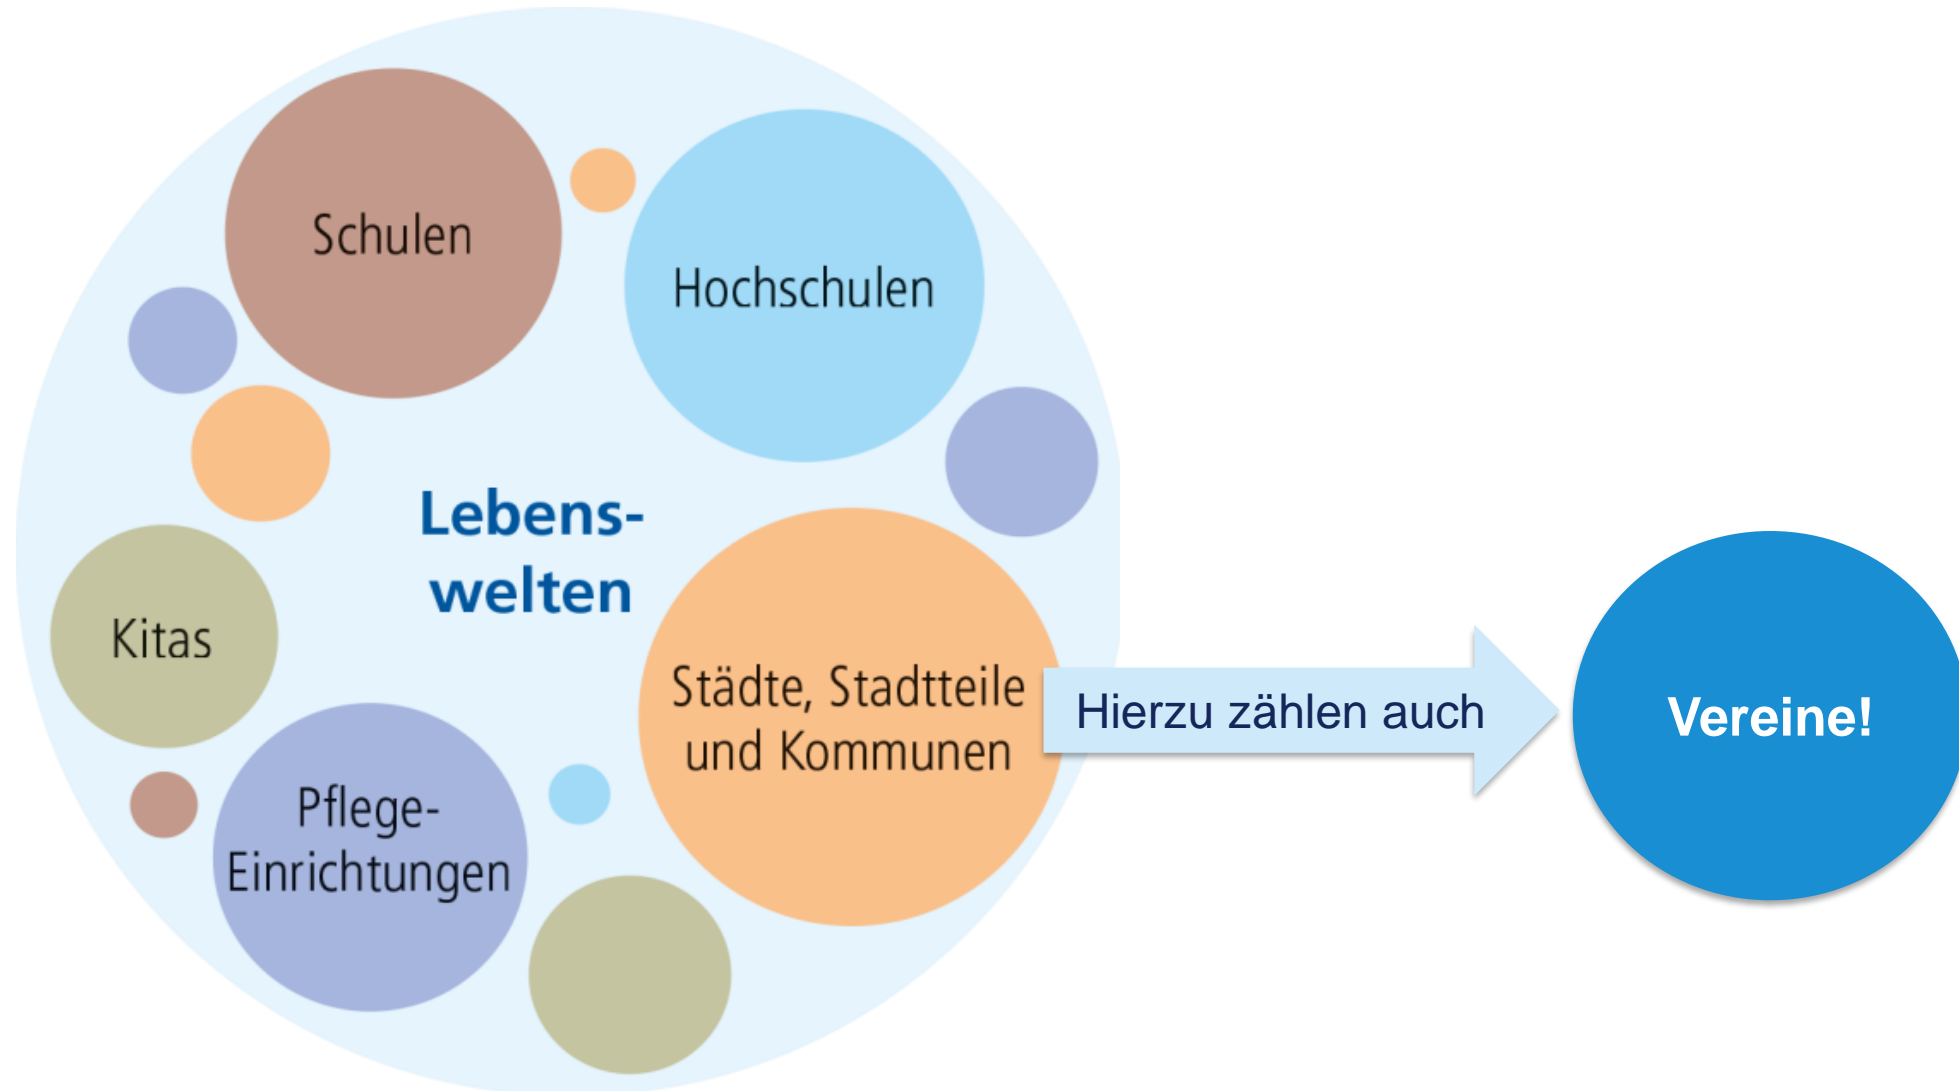 Schulen
Hochschulen
Lebens-
welten
Kitas
Städte, Stadtteile
und Kommunen
Hierzu zählen auch
Vereine!
Pflege-
Einrichtungen